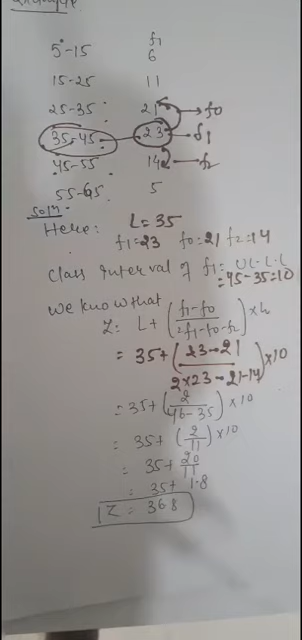 Example
f1
5-15 6
15-25 11
25-35 21 → f0
35-45 23 → f1
45-55 14 → f2
55-65 5
Soln.
Here: L = 35
f1 = 23 f0 = 21 f2 = 14
Class interval of f1 = U.L - L.L
= 45 - 35 = 10
We know that
Z = L + (f1 - f0 / 2f1 - f0 - f2) × h
= 35 + (23 - 21 / 2×23 - 21 - 14) × 10
= 35 + (2 / 46 - 35) × 10
= 35 + (2 / 11) × 10
= 35 + 20 / 11
= 35 + 1.8
Z = 36.8